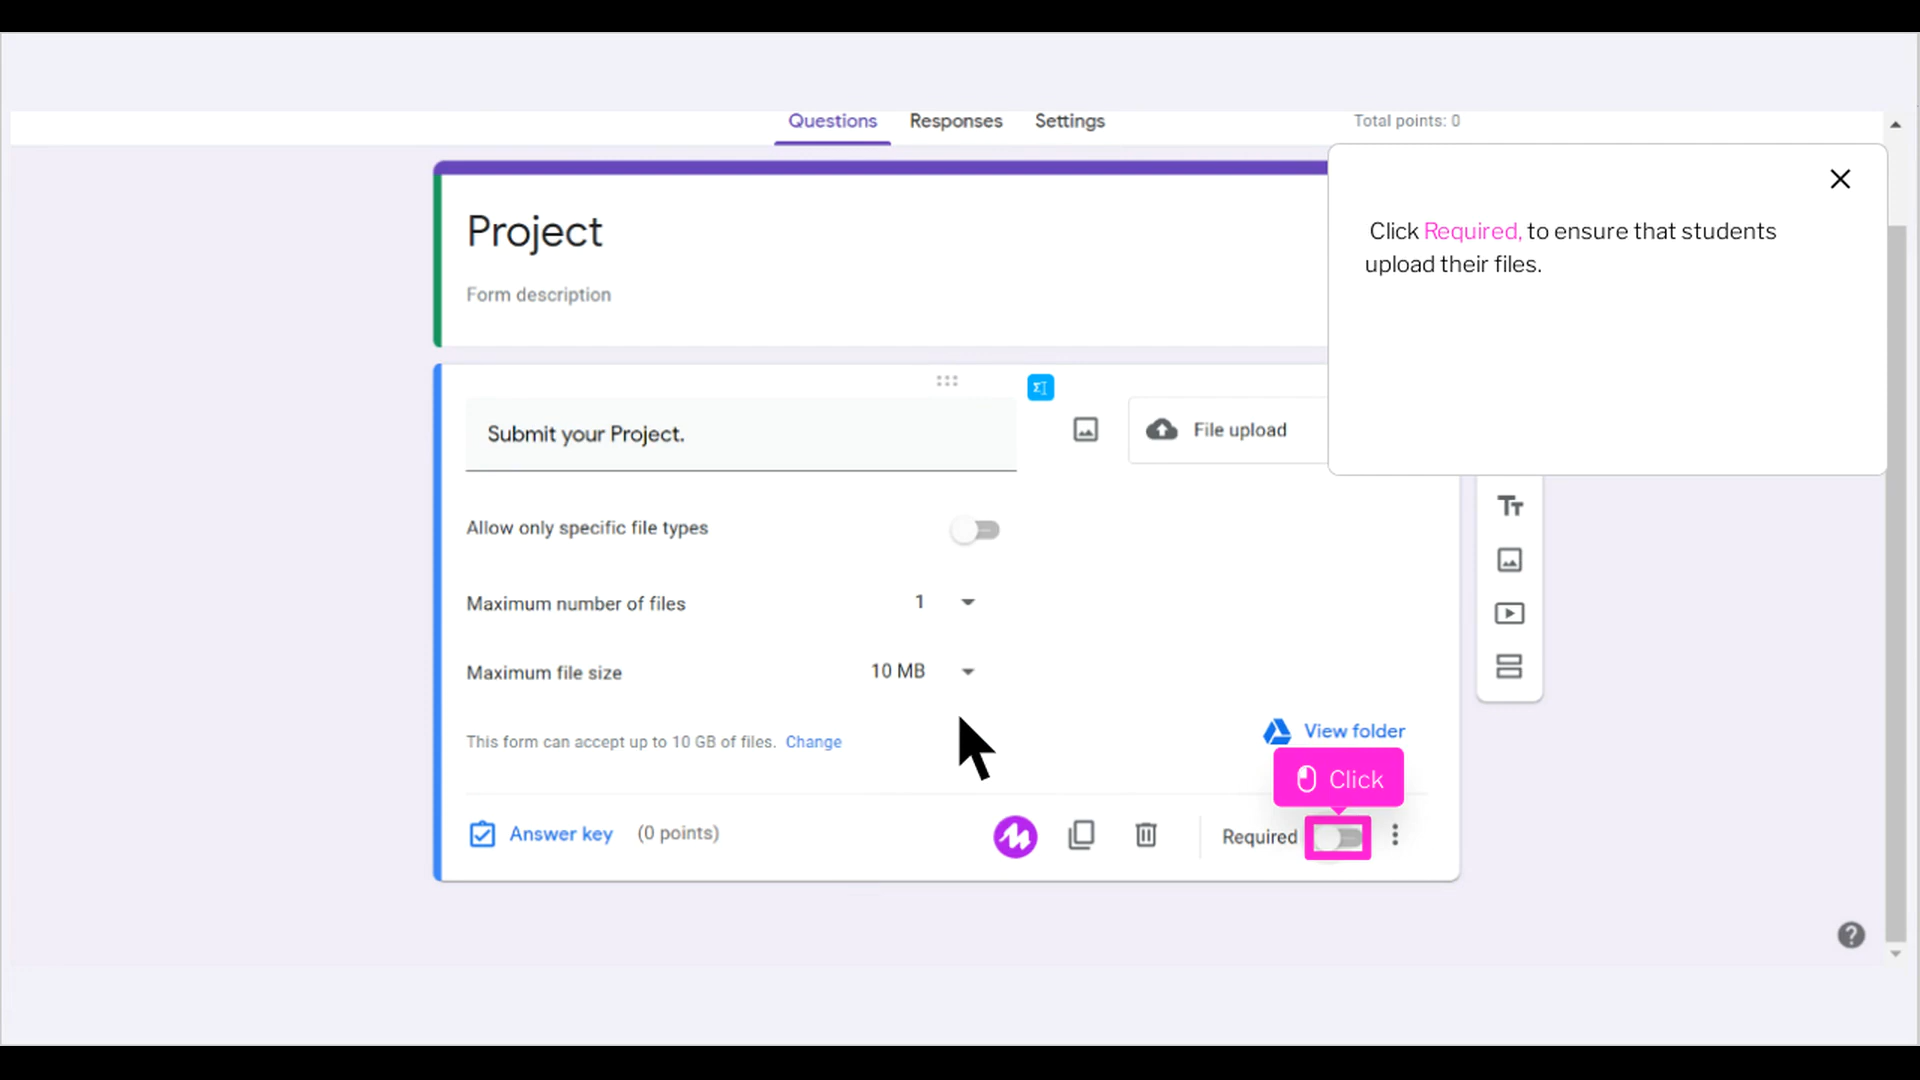 Questions Responses Settings Total points: 0
Project
Form description
Click Required, to ensure that students
upload their files.
Submit your Project.
File upload
Allow only specific file types
Maximum number of files 1
Maximum file size 10 MB
This form can accept up to 10 GB of files. Change
View folder
Click
Answer key (0 points)
Required